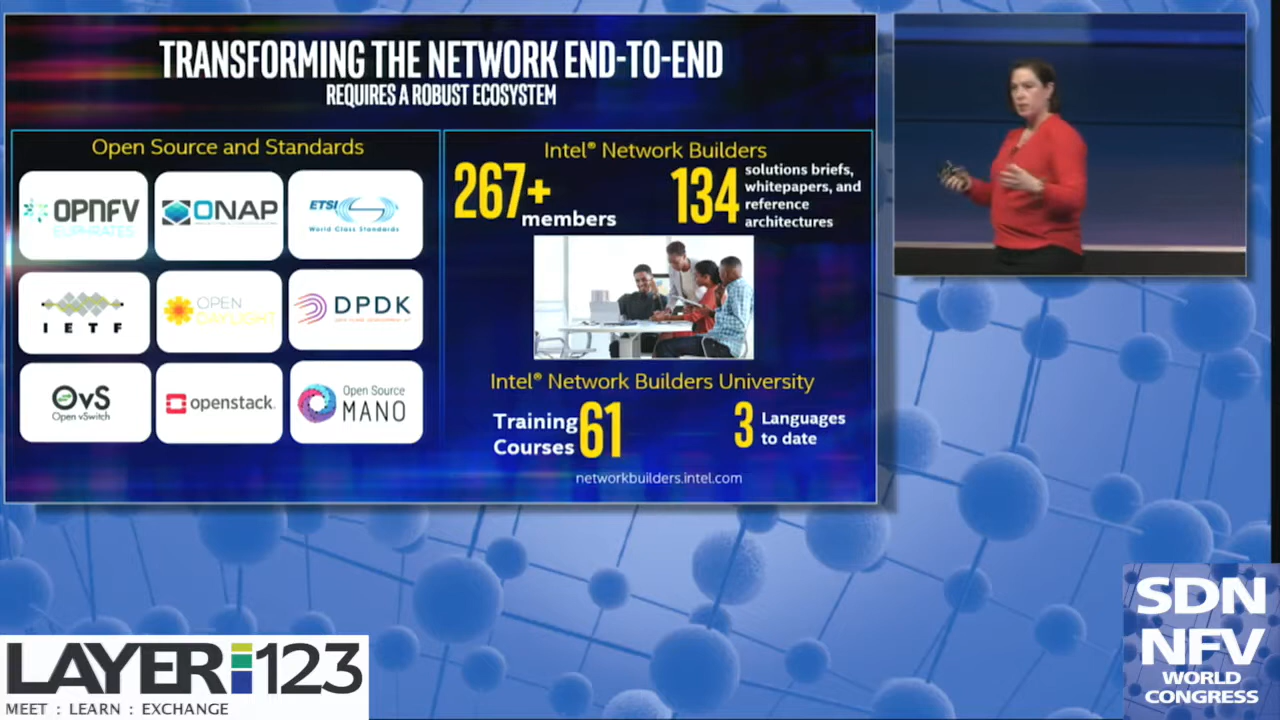 TRANSFORMING THE NETWORK END-TO-END
REQUIRES A ROBUST ECOSYSTEM
Open Source and Standards
OPNFV
EUPHRATES
ONAP
ETSI
World Class Standards
IETF
OPEN
DAYLIGHT
DPDK
OvS
Open vSwitch
openstack.
Open Source
MANO
Intel® Network Builders
267+
members
134
solutions briefs,
whitepapers, and
reference
architectures
Intel® Network Builders University
Training
Courses
61
3
Languages
to date
networkbuilders.intel.com
LAYER123
MEET : LEARN : EXCHANGE
SDN
NFV
WORLD
CONGRESS